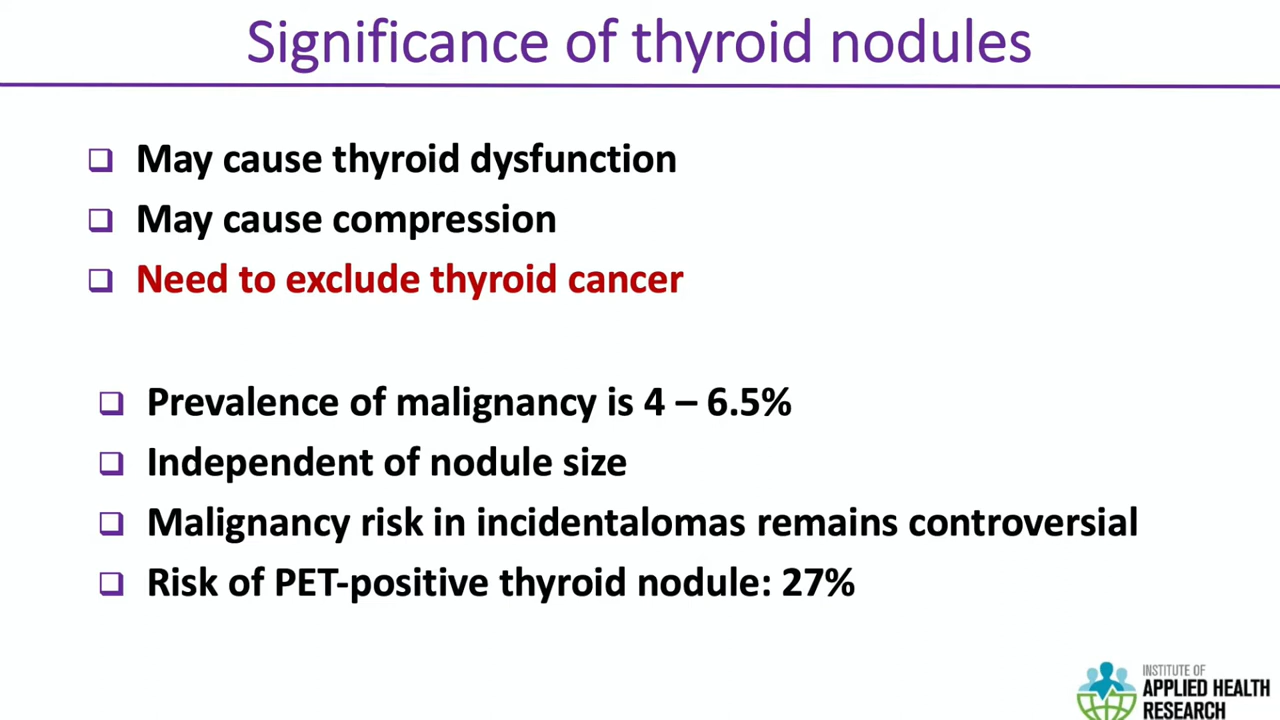 Significance of thyroid nodules
May cause thyroid dysfunction
May cause compression
Need to exclude thyroid cancer
Prevalence of malignancy is 4 – 6.5%
Independent of nodule size
Malignancy risk in incidentalomas remains controversial
Risk of PET-positive thyroid nodule: 27%
INSTITUTE OF
APPLIED HEALTH
RESEARCH